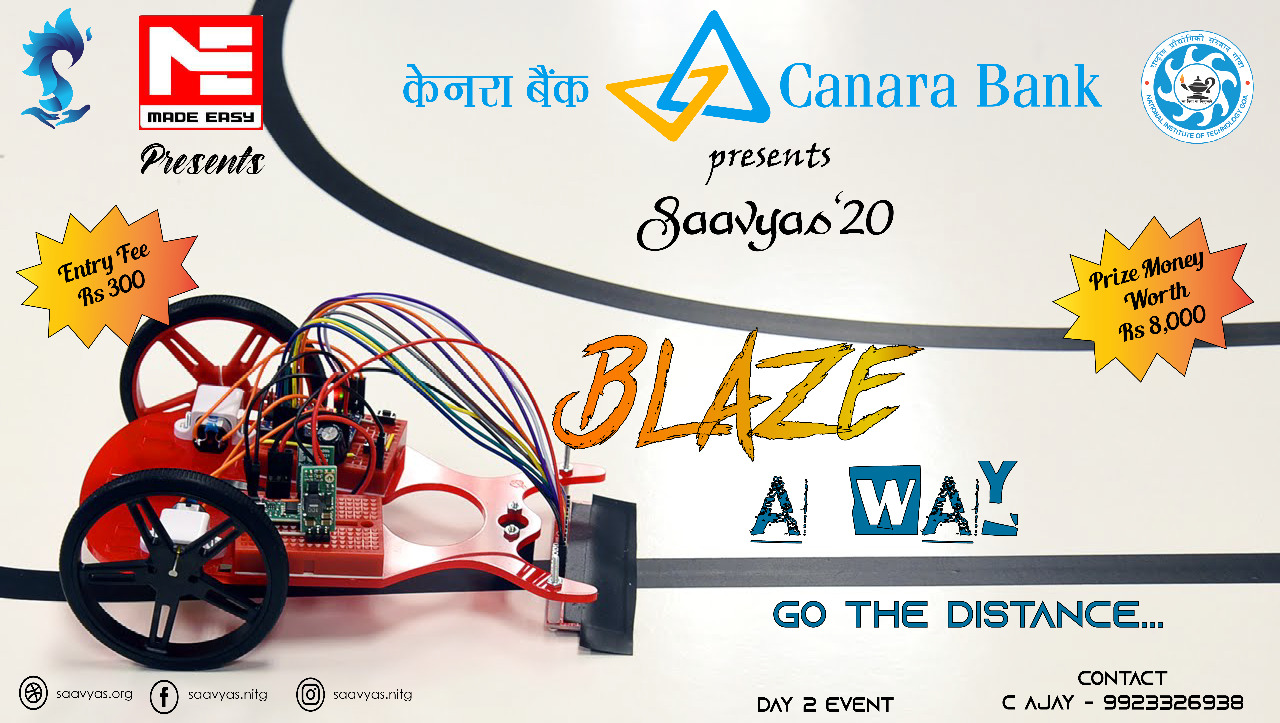 ME
MADE EASY
Presents
केनरा बैंक
Canara Bank
presents
Saavyas'20
NATIONAL INSTITUTE OF TECHNOLOGY GOA
Entry Fee
Rs 300
Prize Money
Worth
Rs 8,000
BLAZE
A WAY
GO THE DISTANCE...
saavyas.org
saavyas.nitg
saavyas.nitg
DAY 2 EVENT
CONTACT
C AJAY - 9923326938